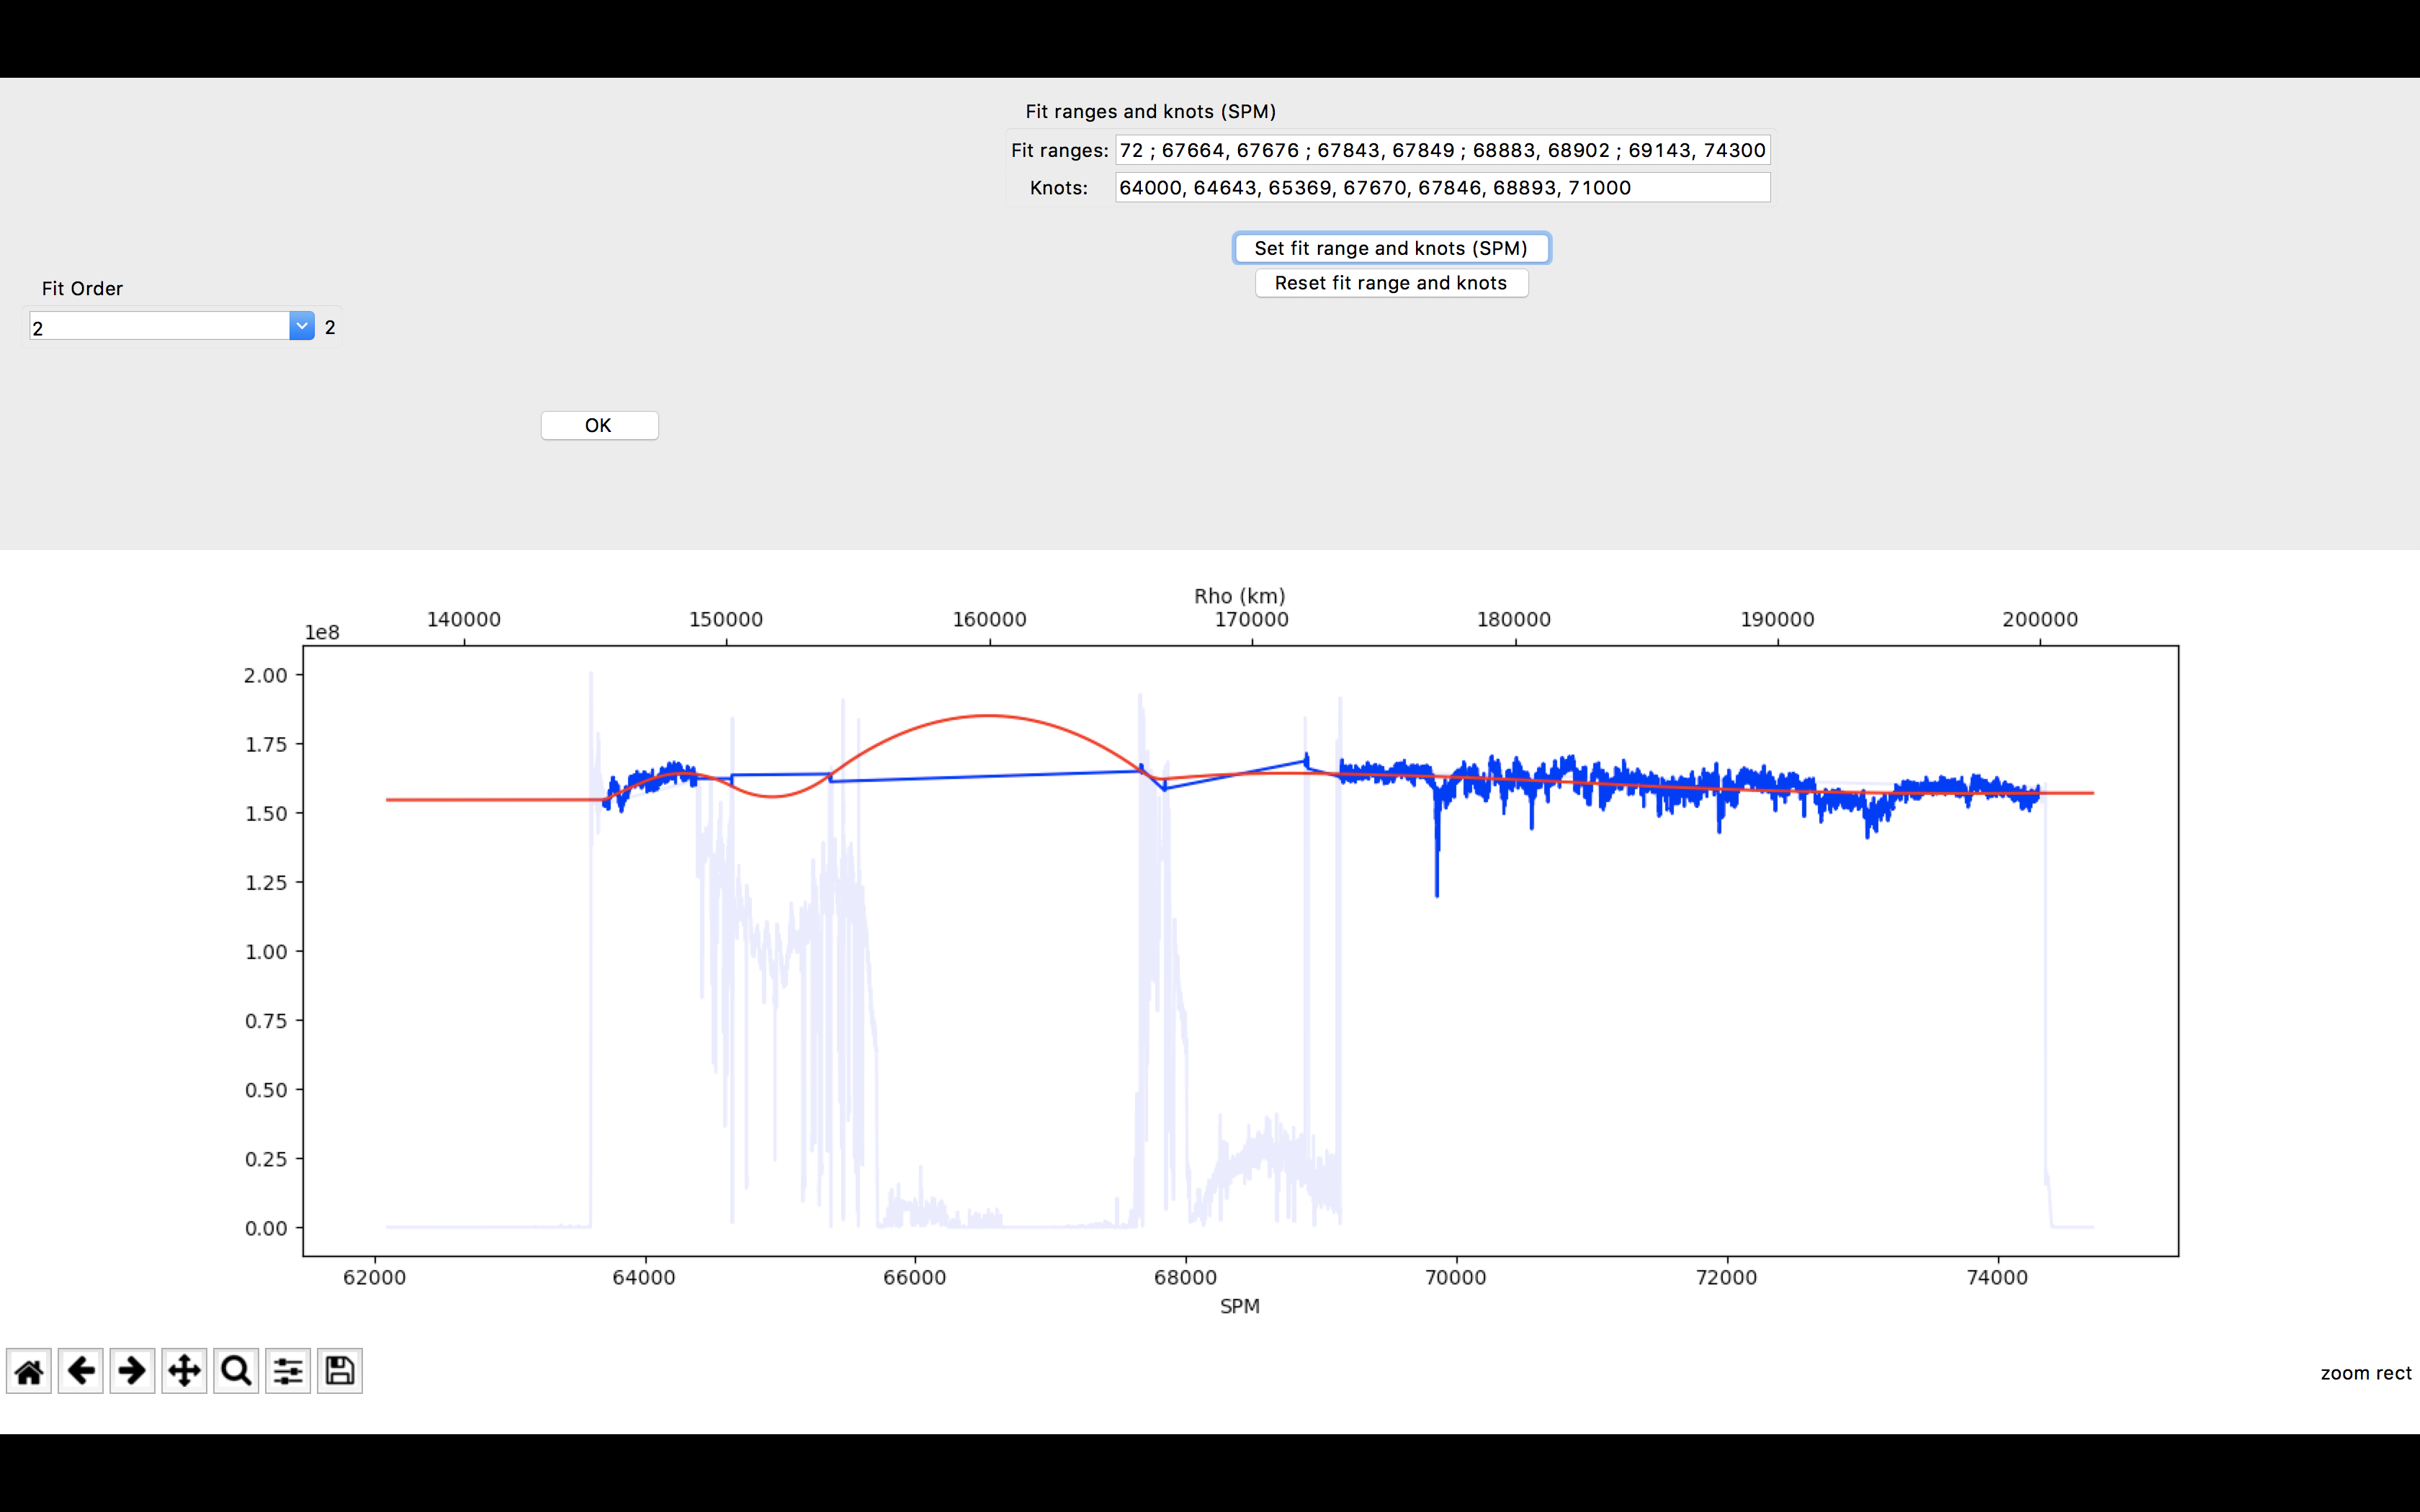 Fit ranges and knots (SPM)
Fit ranges: 72 ; 67664, 67676 ; 67843, 67849 ; 68883, 68902 ; 69143, 74300
Knots: 64000, 64643, 65369, 67670, 67846, 68893, 71000
Set fit range and knots (SPM)
Reset fit range and knots
Fit Order
2 2
OK
Rho (km)
140000 150000 160000 170000 180000 190000 200000
1e8
2.00
1.75
1.50
1.25
1.00
0.75
0.50
0.25
0.00
62000 64000 66000 68000 70000 72000 74000
SPM
zoom rect